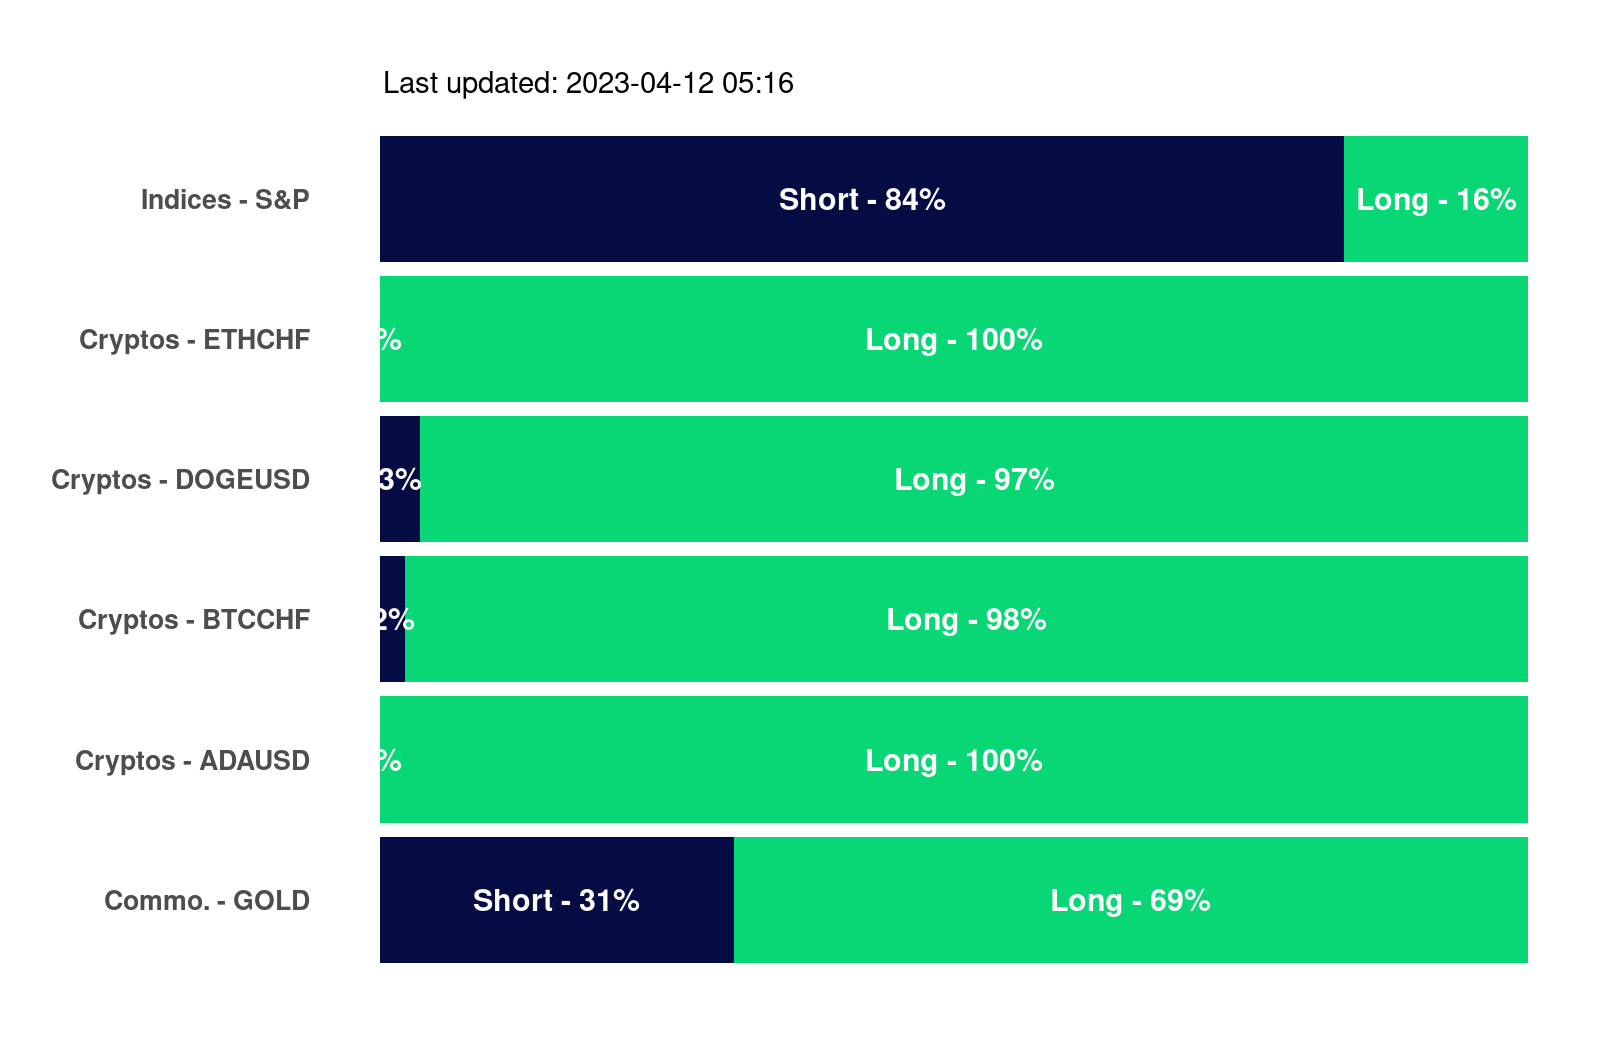 Last updated: 2023-04-12 05:16
Indices - S&P Short - 84% Long - 16%
Cryptos - ETHCHF % Long - 100%
Cryptos - DOGEUSD 3% Long - 97%
Cryptos - BTCCHF 2% Long - 98%
Cryptos - ADAUSD % Long - 100%
Commo. - GOLD Short - 31% Long - 69%